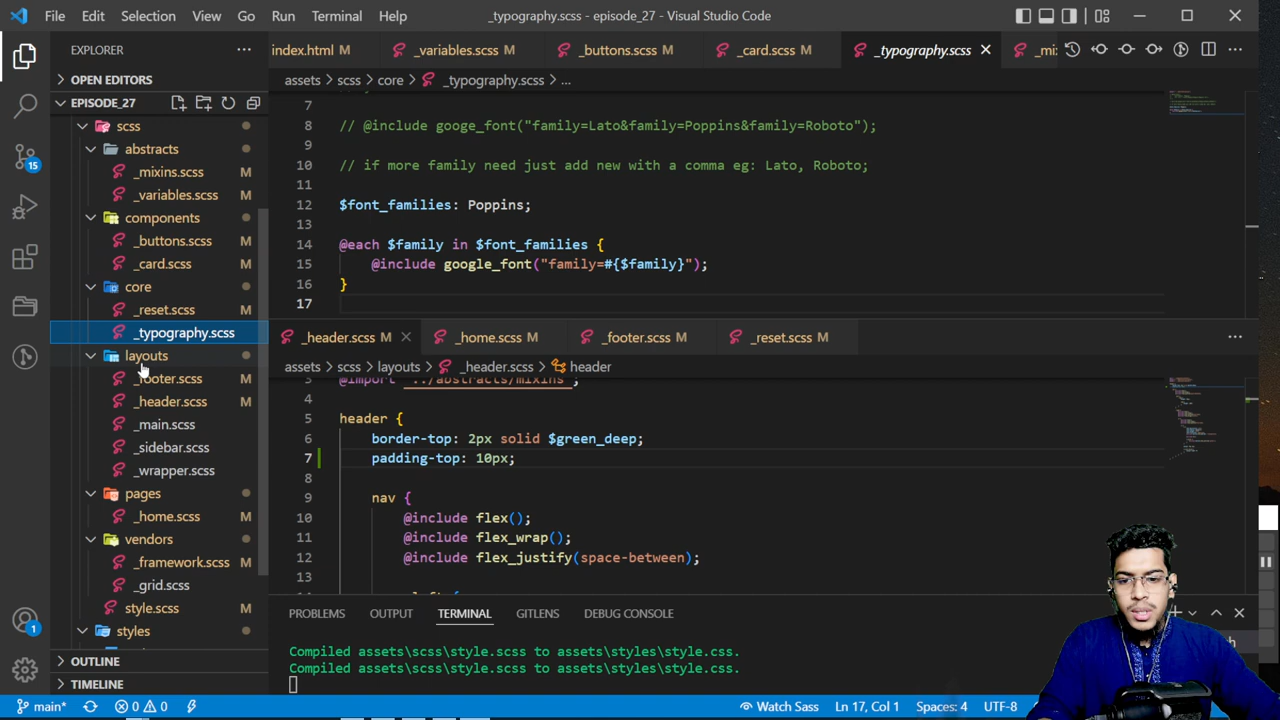 File Edit Selection View Go Run Terminal Help _typography.scss - episode_27 - Visual Studio Code
EXPLORER
OPEN EDITORS
EPISODE_27
scss
abstracts
_mixins.scss M
_variables.scss M
components
_buttons.scss M
_card.scss M
core
_reset.scss M
_typography.scss
layouts
_footer.scss M
_header.scss M
_main.scss
_sidebar.scss
_wrapper.scss
pages
_home.scss M
vendors
_framework.scss M
_grid.scss
style.scss M
styles
OUTLINE
TIMELINE
15
1
index.html M _variables.scss M _buttons.scss M _card.scss M _typography.scss _mi:
assets > scss > core > _typography.scss > ...
7
8 // @include googe_font("family=Lato&family=Poppins&family=Roboto");
9
10 // if more family need just add new with a comma eg: Lato, Roboto;
11
12 $font_families: Poppins;
13
14 @each $family in $font_families {
15 @include google_font("family=#{$family}");
16 }
17
_header.scss M _home.scss M _footer.scss M _reset.scss M
assets > scss > layouts > _header.scss > header
3 @import "../abstracts/mixins";
4
5 header {
6 border-top: 2px solid $green_deep;
7 padding-top: 10px;
8
9 nav {
10 @include flex();
11 @include flex_wrap();
12 @include flex_justify(space-between);
13
PROBLEMS OUTPUT TERMINAL GITLENS DEBUG CONSOLE
Compiled assets\scss\style.scss to assets\styles\style.css.
Compiled assets\scss\style.scss to assets\styles\style.css.
main* 0 0 Watch Sass Ln 17, Col 1 Spaces: 4 UTF-8